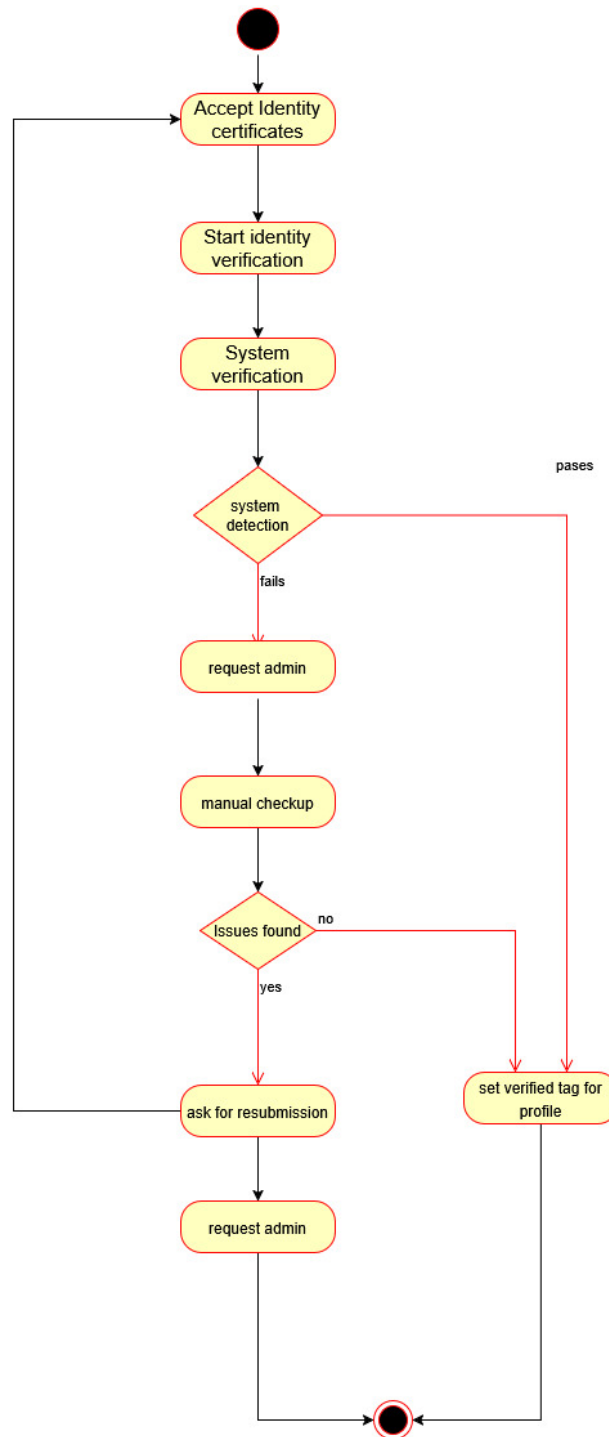 Accept Identity
certificates
Start identity
verification
System
verification
pases
system
detection
fails
request admin
manual checkup
Issues found
no
yes
ask for resubmission
set verified tag for
profile
request admin